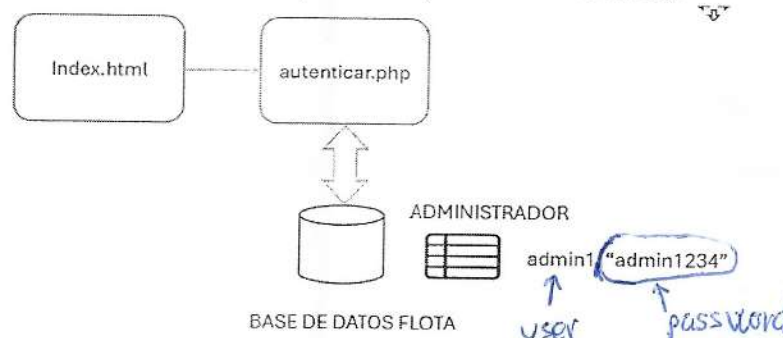 Index.html
autenticar.php
ADMINISTRADOR
admin1, "admin1234"
BASE DE DATOS FLOTA
user
password